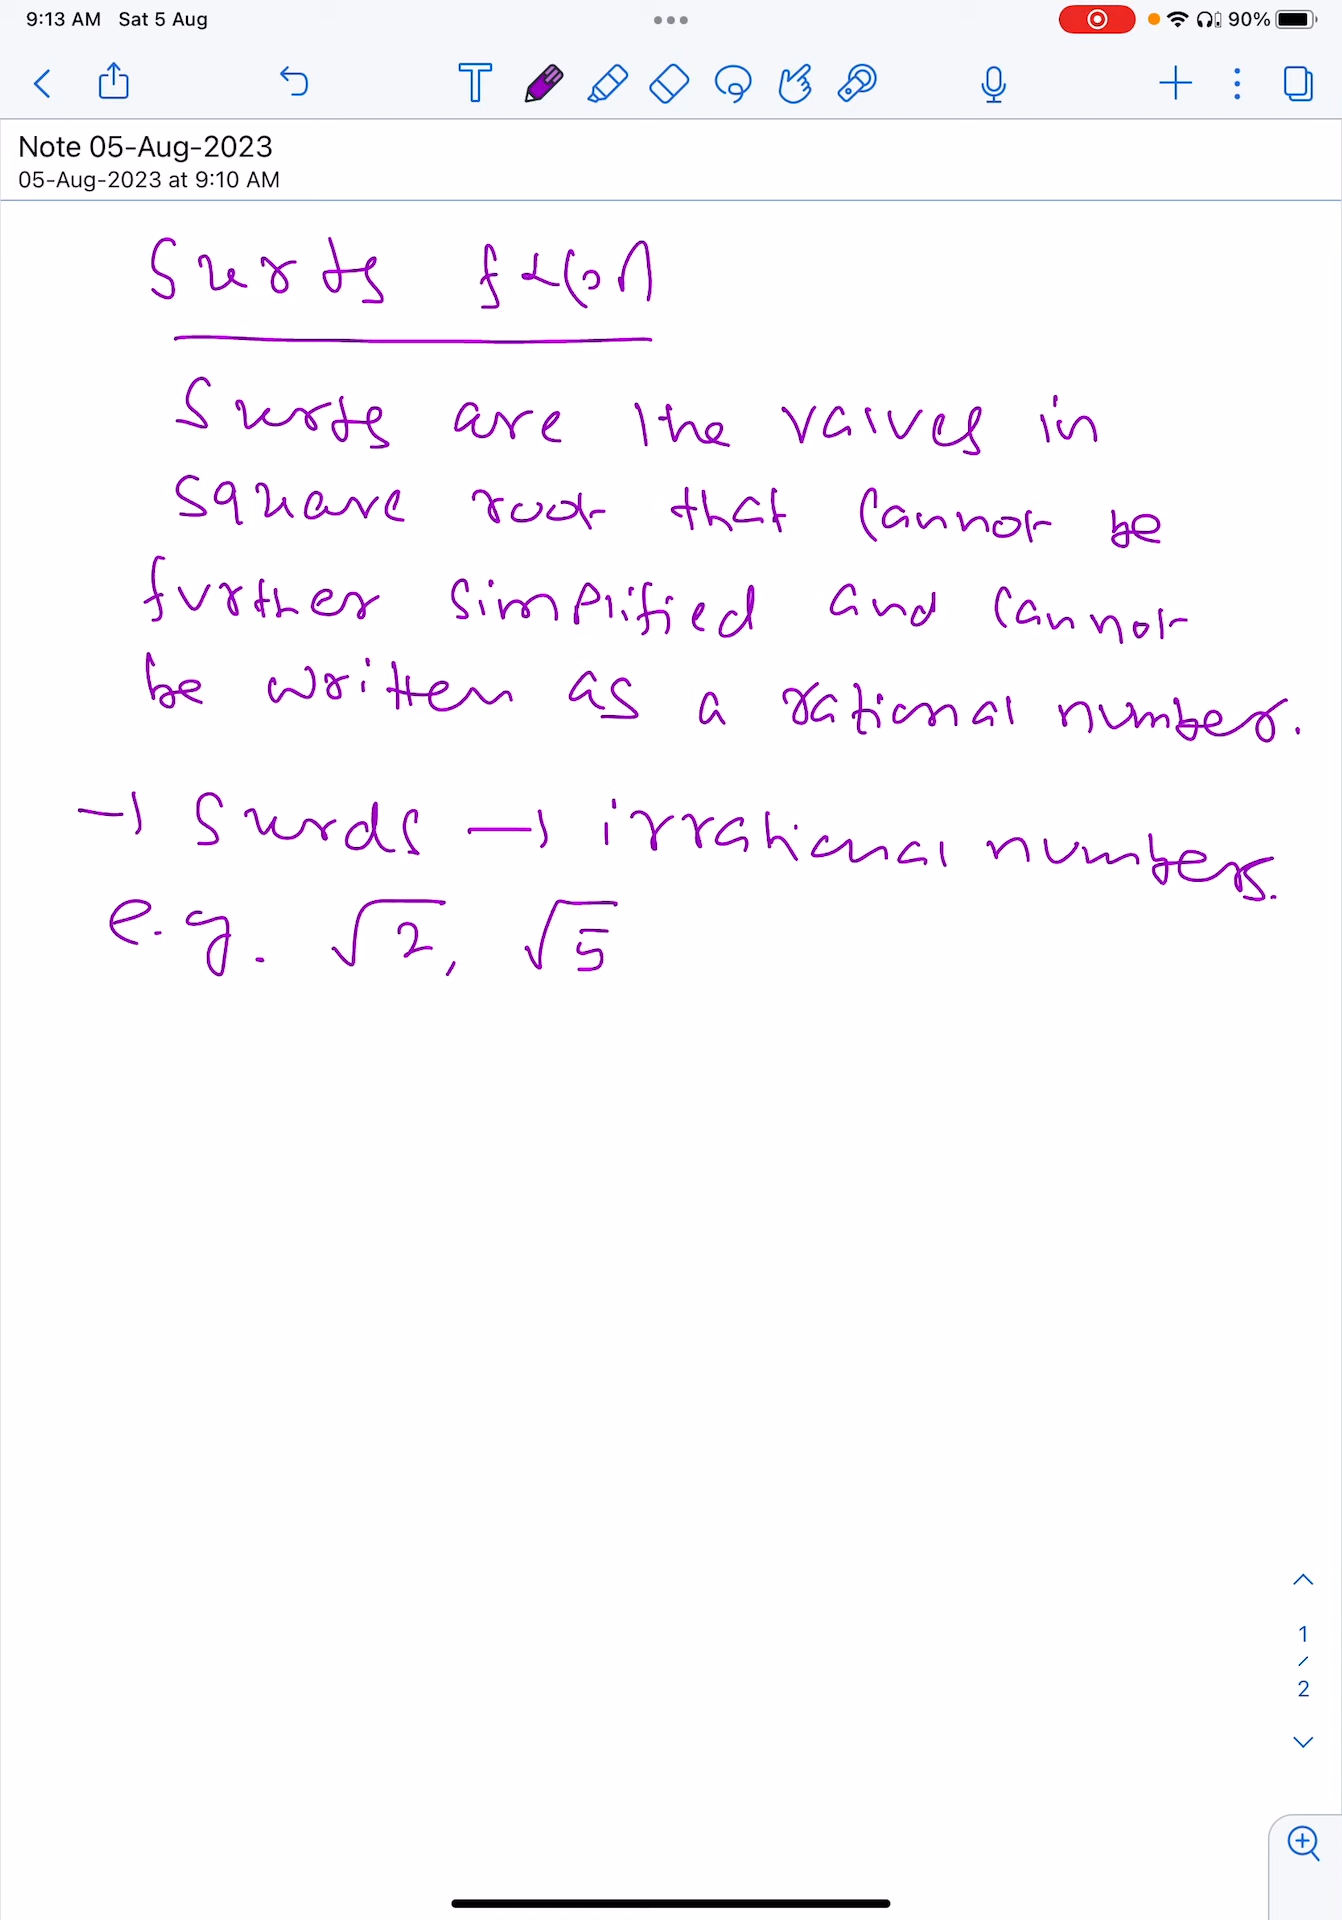 9:13 AM Sat 5 Aug
90%
Note 05-Aug-2023
05-Aug-2023 at 9:10 AM
Surds
Surds are the values in
square root that cannot be
further simplified and cannot
be written as a rational number.
→ Surds → irrational numbers.
e.g. √2, √5
1
/
2